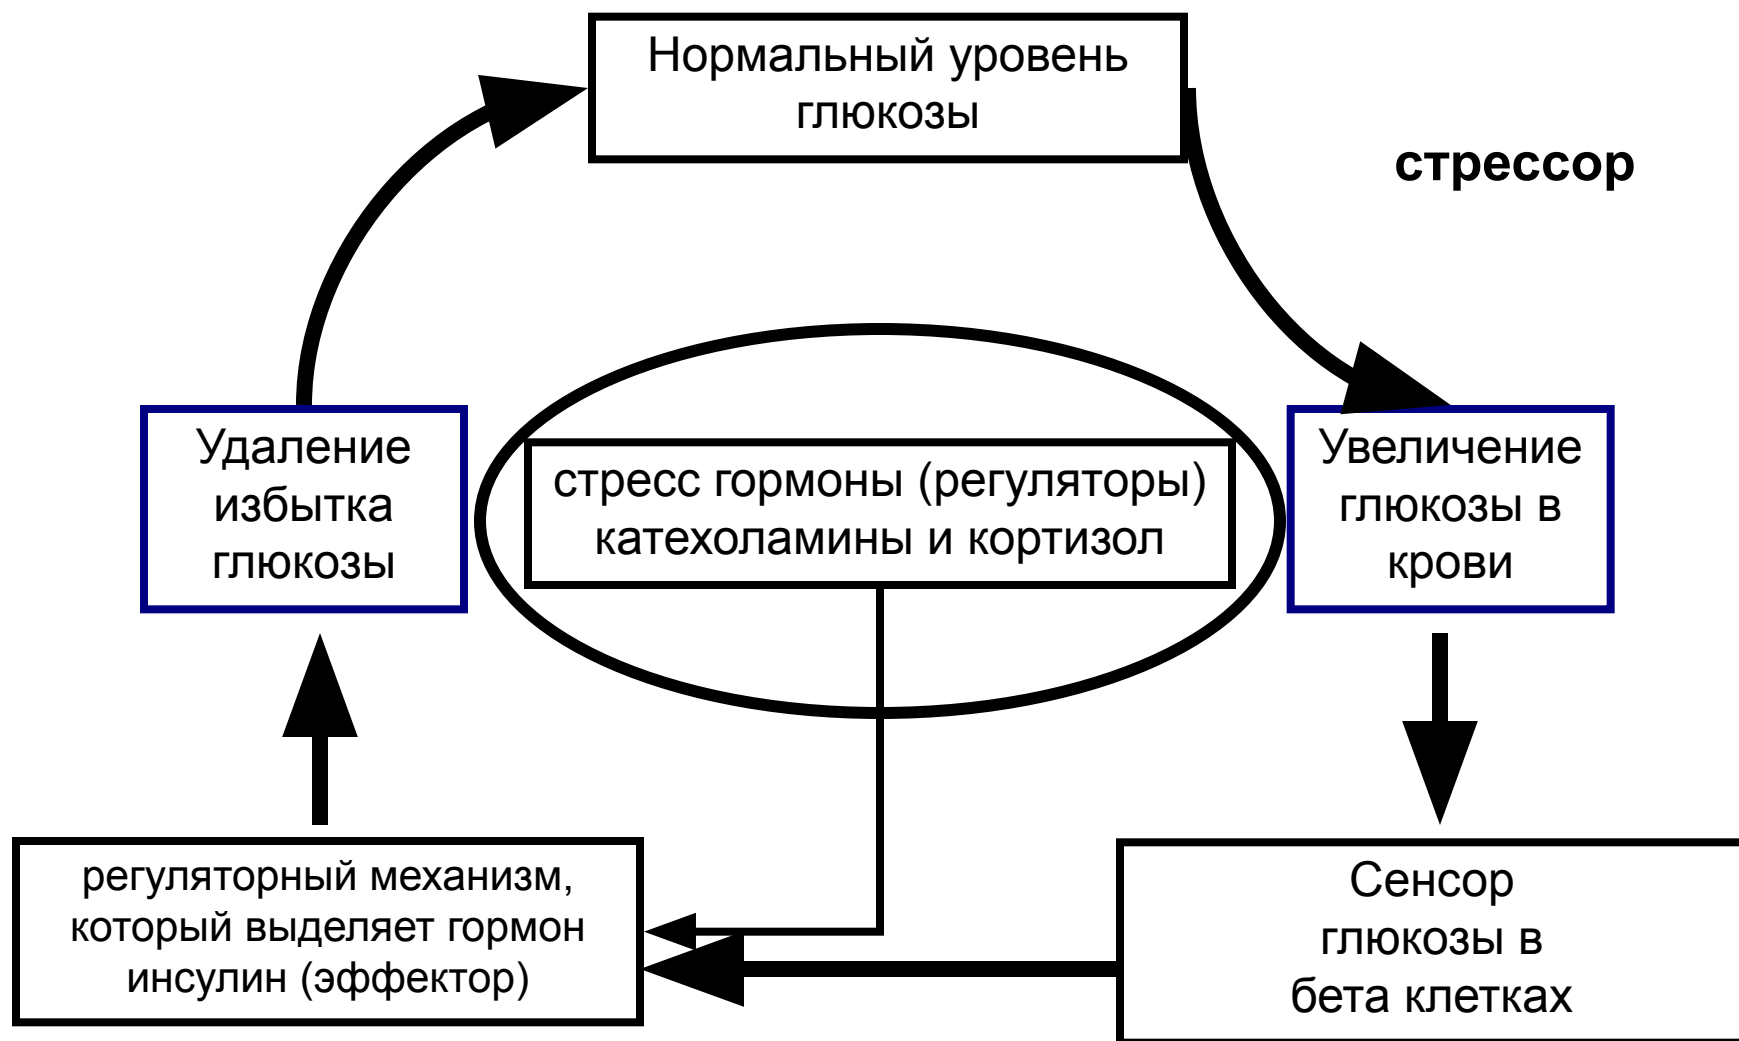 Нормальный уровень
глюкозы
стрессор
Удаление
избытка
глюкозы
стресс гормоны (регуляторы)
катехоламины и кортизол
Увеличение
глюкозы в
крови
регуляторный механизм,
который выделяет гормон
инсулин (эффектор)
Сенсор
глюкозы в
бета клетках